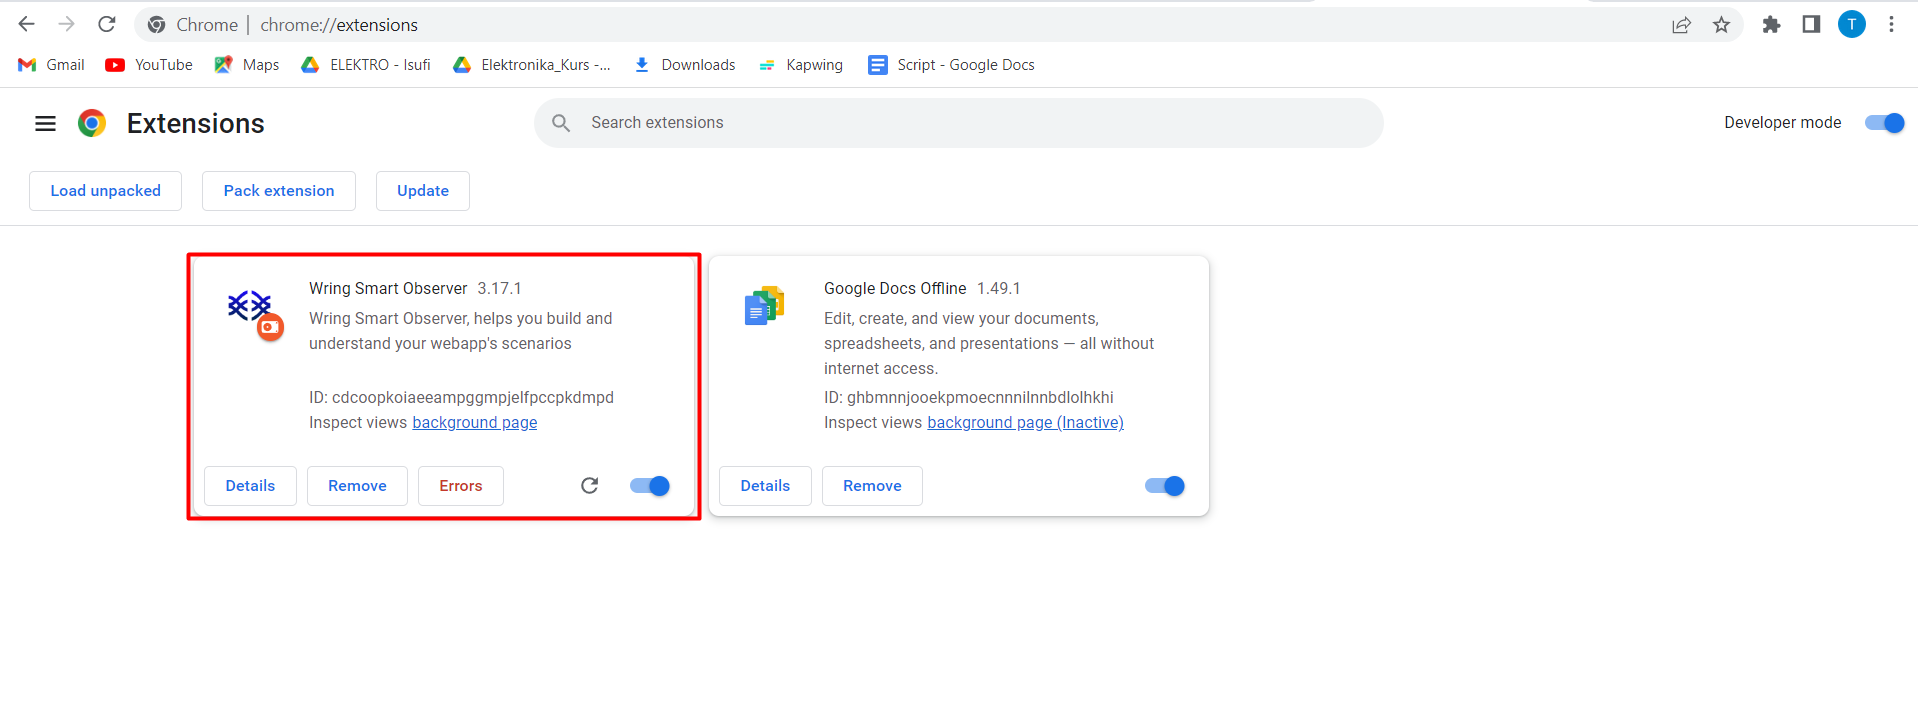 Chrome | chrome://extensions
T
Gmail YouTube Maps ELEKTRO - Isufi Elektronika_Kurs -... Downloads Kapwing Script - Google Docs
Extensions
Search extensions
Developer mode
Load unpacked Pack extension Update
Wring Smart Observer 3.17.1
Wring Smart Observer, helps you build and
understand your webapp's scenarios
ID: cdcoopkoiaeeampggmpjelfpccpkdmpd
Inspect views background page
Details Remove Errors
Google Docs Offline 1.49.1
Edit, create, and view your documents,
spreadsheets, and presentations — all without
internet access.
ID: ghbmnnjooekpmoecnnnilnnbdlolhkhi
Inspect views background page (Inactive)
Details Remove